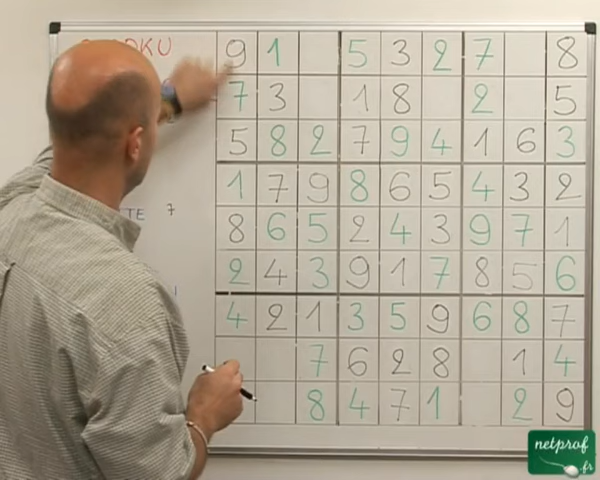 9 1 5 3 2 7 8
7 3 1 8 2 5
5 8 2 7 9 4 1 6 3
1 7 9 8 6 5 4 3 2
TE 7
8 6 5 2 4 3 9 7 1
2 4 3 9 1 7 8 5 6
4 2 1 3 5 9 6 8 7
7 6 2 8 1 4
8 4 7 1 2 9
netprof
.fr